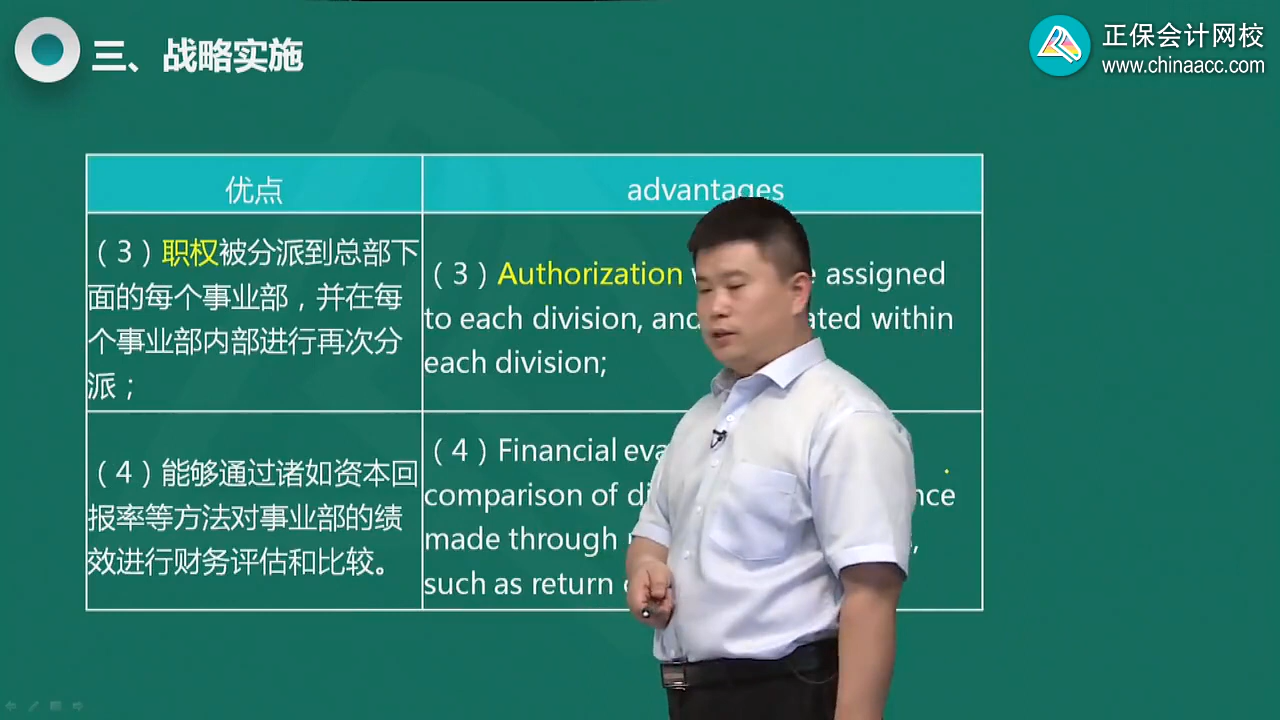 三、战略实施
正保会计网校
www.chinaacc.com
优点
advantages
（3）职权被分派到总部下
面的每个事业部，并在每
个事业部内部进行再次分
派；
（3）Authorization assigned
to each division, and within
each division;
（4）能够通过诸如资本回
报率等方法对事业部的绩
效进行财务评估和比较。
（4）Financial
comparison of
made through
such as return